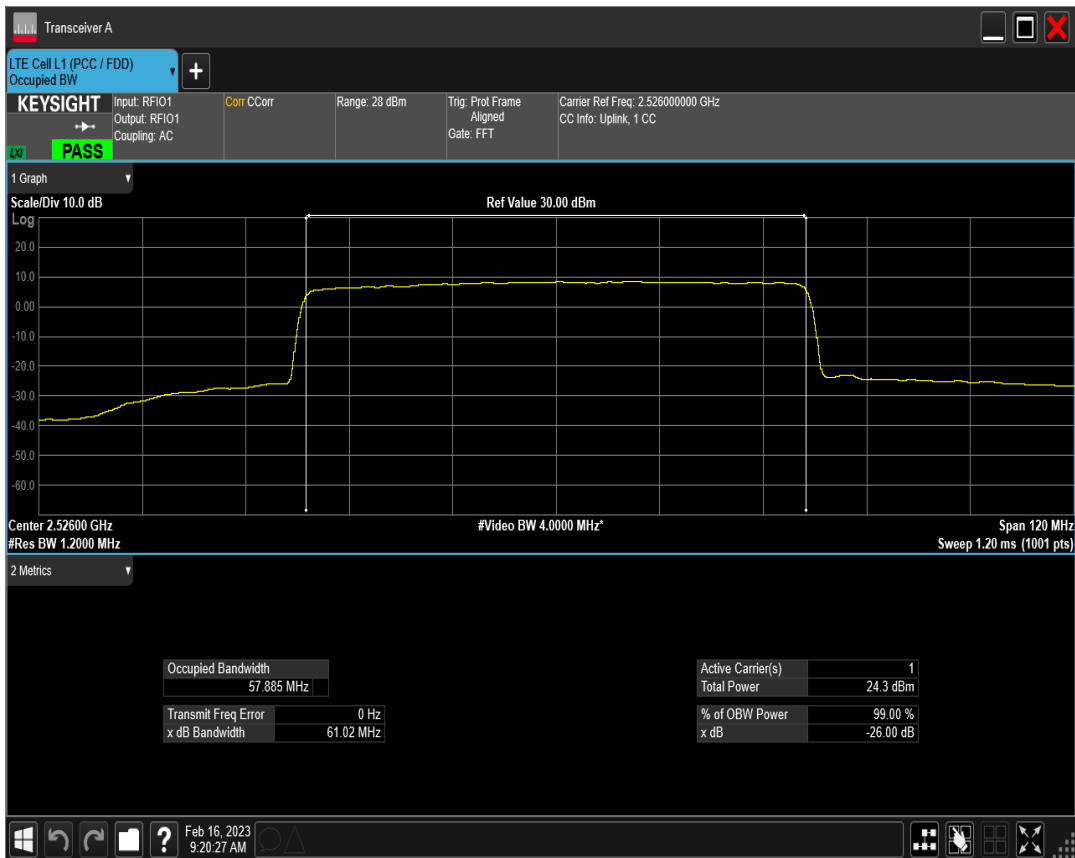 Transceiver A
LTE Cell L1 (PCC / FDD)
Occupied BW
KEYSIGHT
LXI
PASS
Input: RFIO1
Output: RFIO1
Coupling: AC
Corr CCorr
Range: 28 dBm
Trig: Prot Frame
Aligned
Gate: FFT
Carrier Ref Freq: 2.526000000 GHz
CC Info: Uplink, 1 CC
1 Graph
Scale/Div 10.0 dB
Ref Value 30.00 dBm
Log
20.0
10.0
0.00
-10.0
-20.0
-30.0
-40.0
-50.0
-60.0
Center 2.52600 GHz
#Video BW 4.0000 MHz*
Span 120 MHz
#Res BW 1.2000 MHz
Sweep 1.20 ms (1001 pts)
2 Metrics
Occupied Bandwidth
57.885 MHz
Transmit Freq Error 0 Hz
x dB Bandwidth 61.02 MHz
Active Carrier(s) 1
Total Power 24.3 dBm
% of OBW Power 99.00 %
x dB -26.00 dB
?
Feb 16, 2023
9:20:27 AM